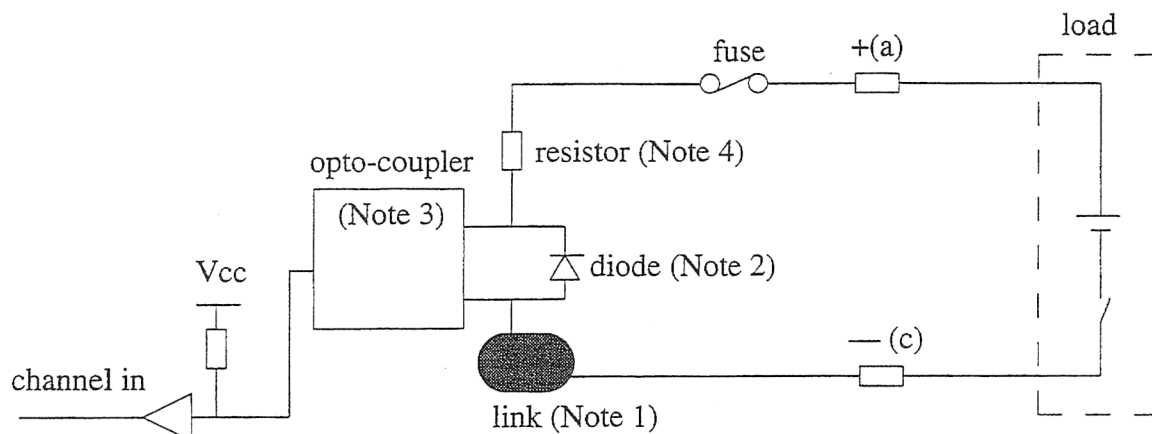 load
fuse
+(a)
resistor (Note 4)
opto-coupler
(Note 3)
Vcc
diode (Note 2)
— (c)
channel in
link (Note 1)